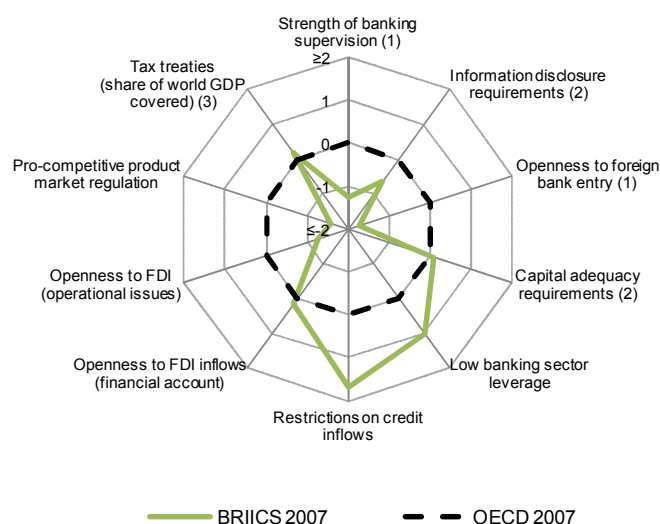 Strength of banking
supervision (1)
≥2
Tax treaties
(share of world GDP
covered) (3)
Information disclosure
requirements (2)
1
0
Pro-competitive product
market regulation
Openness to foreign
bank entry (1)
-1
≤-2
Openness to FDI
(operational issues)
Capital adequacy
requirements (2)
Openness to FDI inflows
(financial account)
Low banking sector
leverage
Restrictions on credit
inflows
BRIICS 2007
OECD 2007